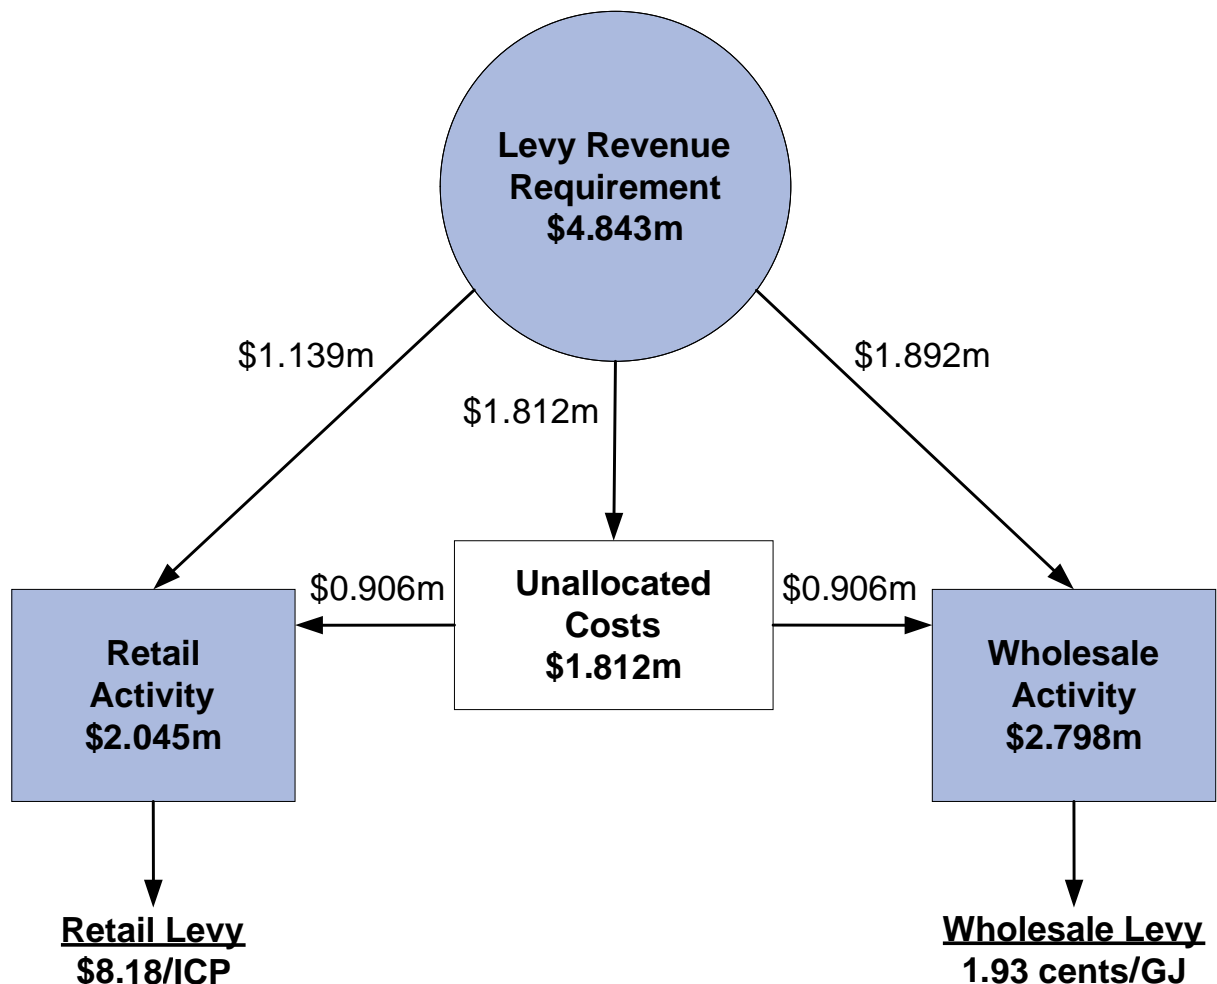 Levy Revenue
Requirement
$4.843m
$1.139m
$1.892m
$1.812m
$0.906m
$0.906m
Unallocated
Costs
$1.812m
Retail
Activity
$2.045m
Wholesale
Activity
$2.798m
Retail Levy
$8.18/ICP
Wholesale Levy
1.93 cents/GJ